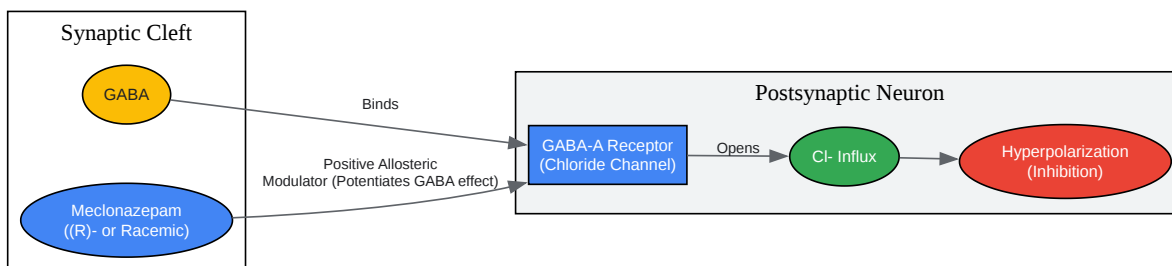 Synaptic Cleft
GABA
Meclonazepam
((R)- or Racemic)
Binds
Positive Allosteric
Modulator (Potentiates GABA effect)
Postsynaptic Neuron
GABA-A Receptor
(Chloride Channel)
Opens
Cl- Influx
Hyperpolarization
(Inhibition)